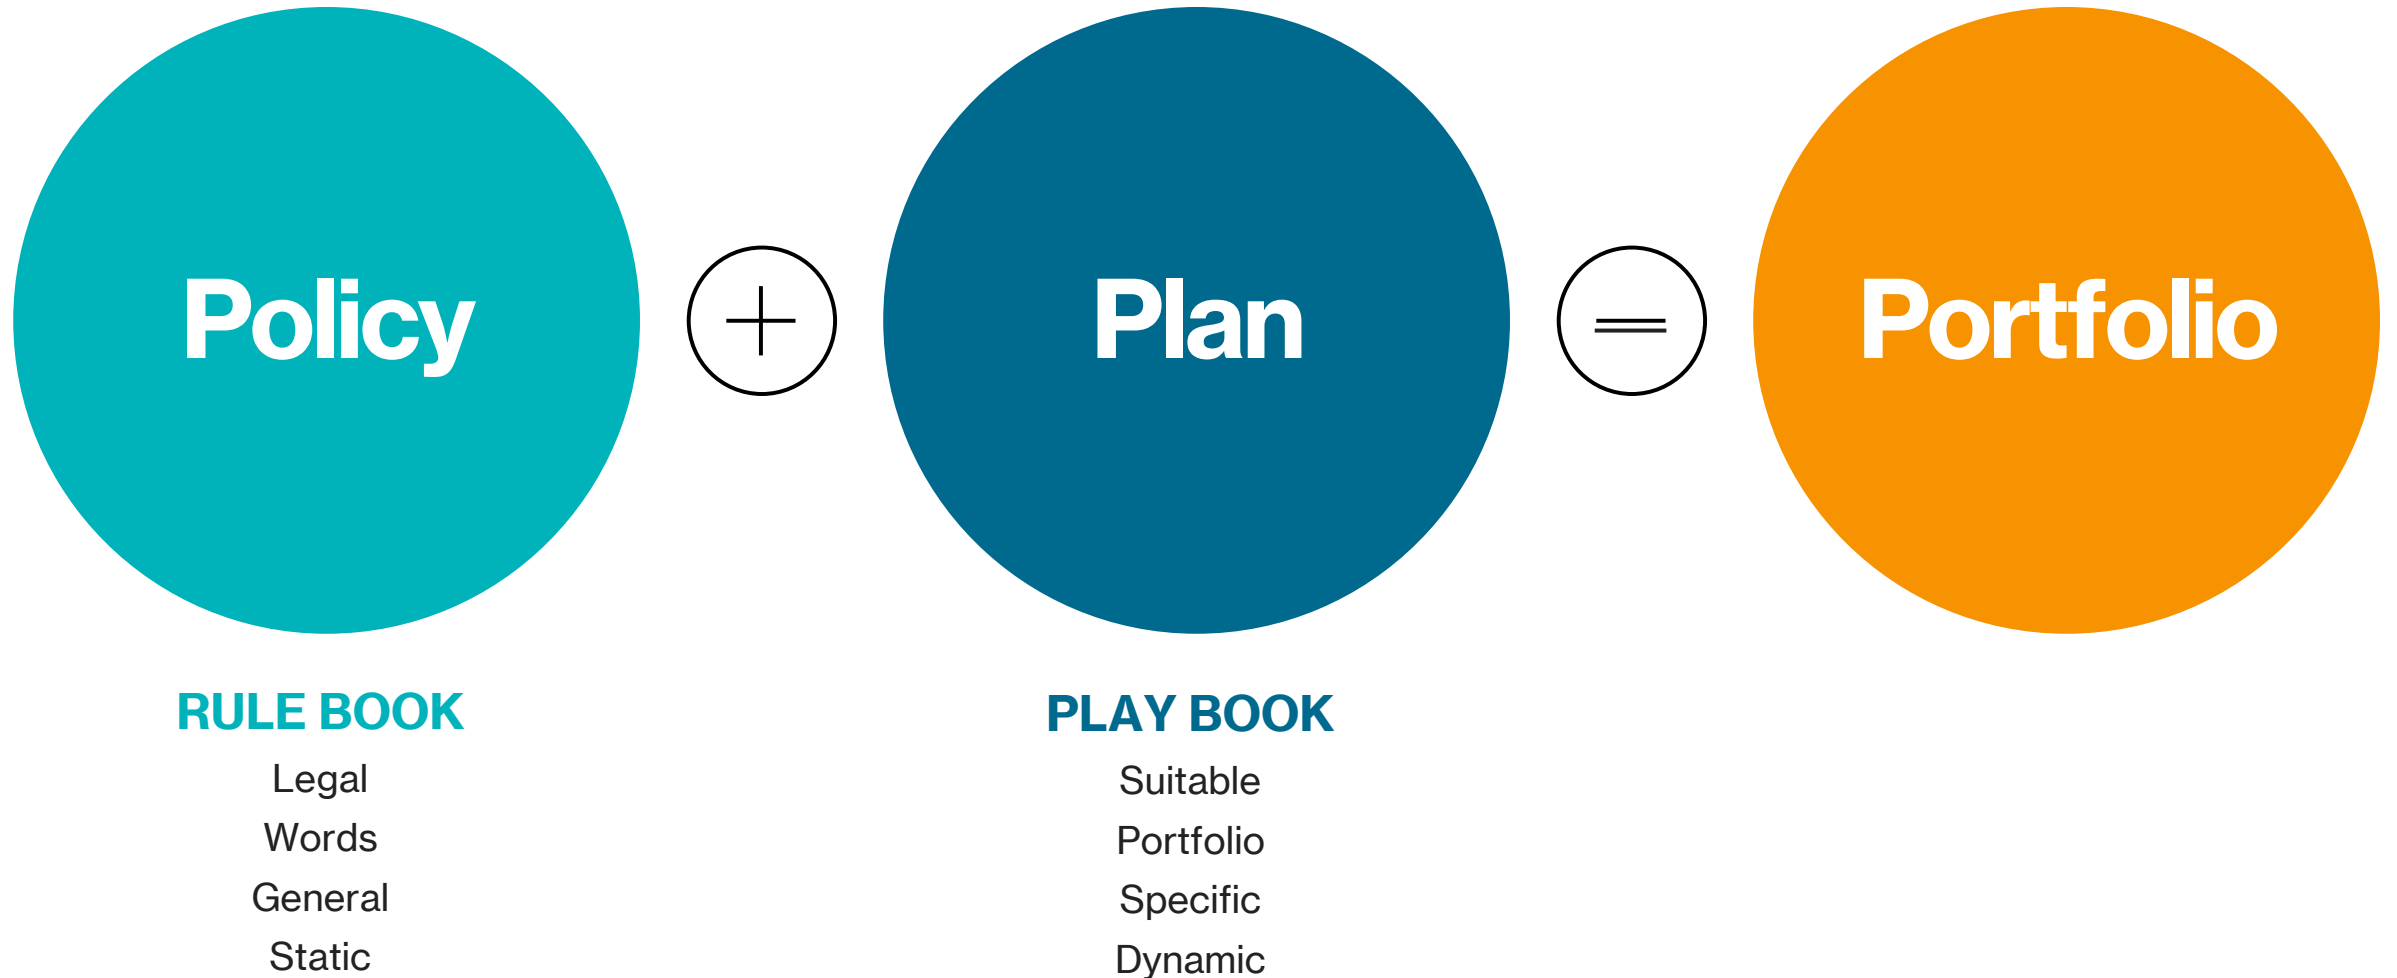 Policy + Plan = Portfolio
RULE BOOK
Legal
Words
General
Static
PLAY BOOK
Suitable
Portfolio
Specific
Dynamic